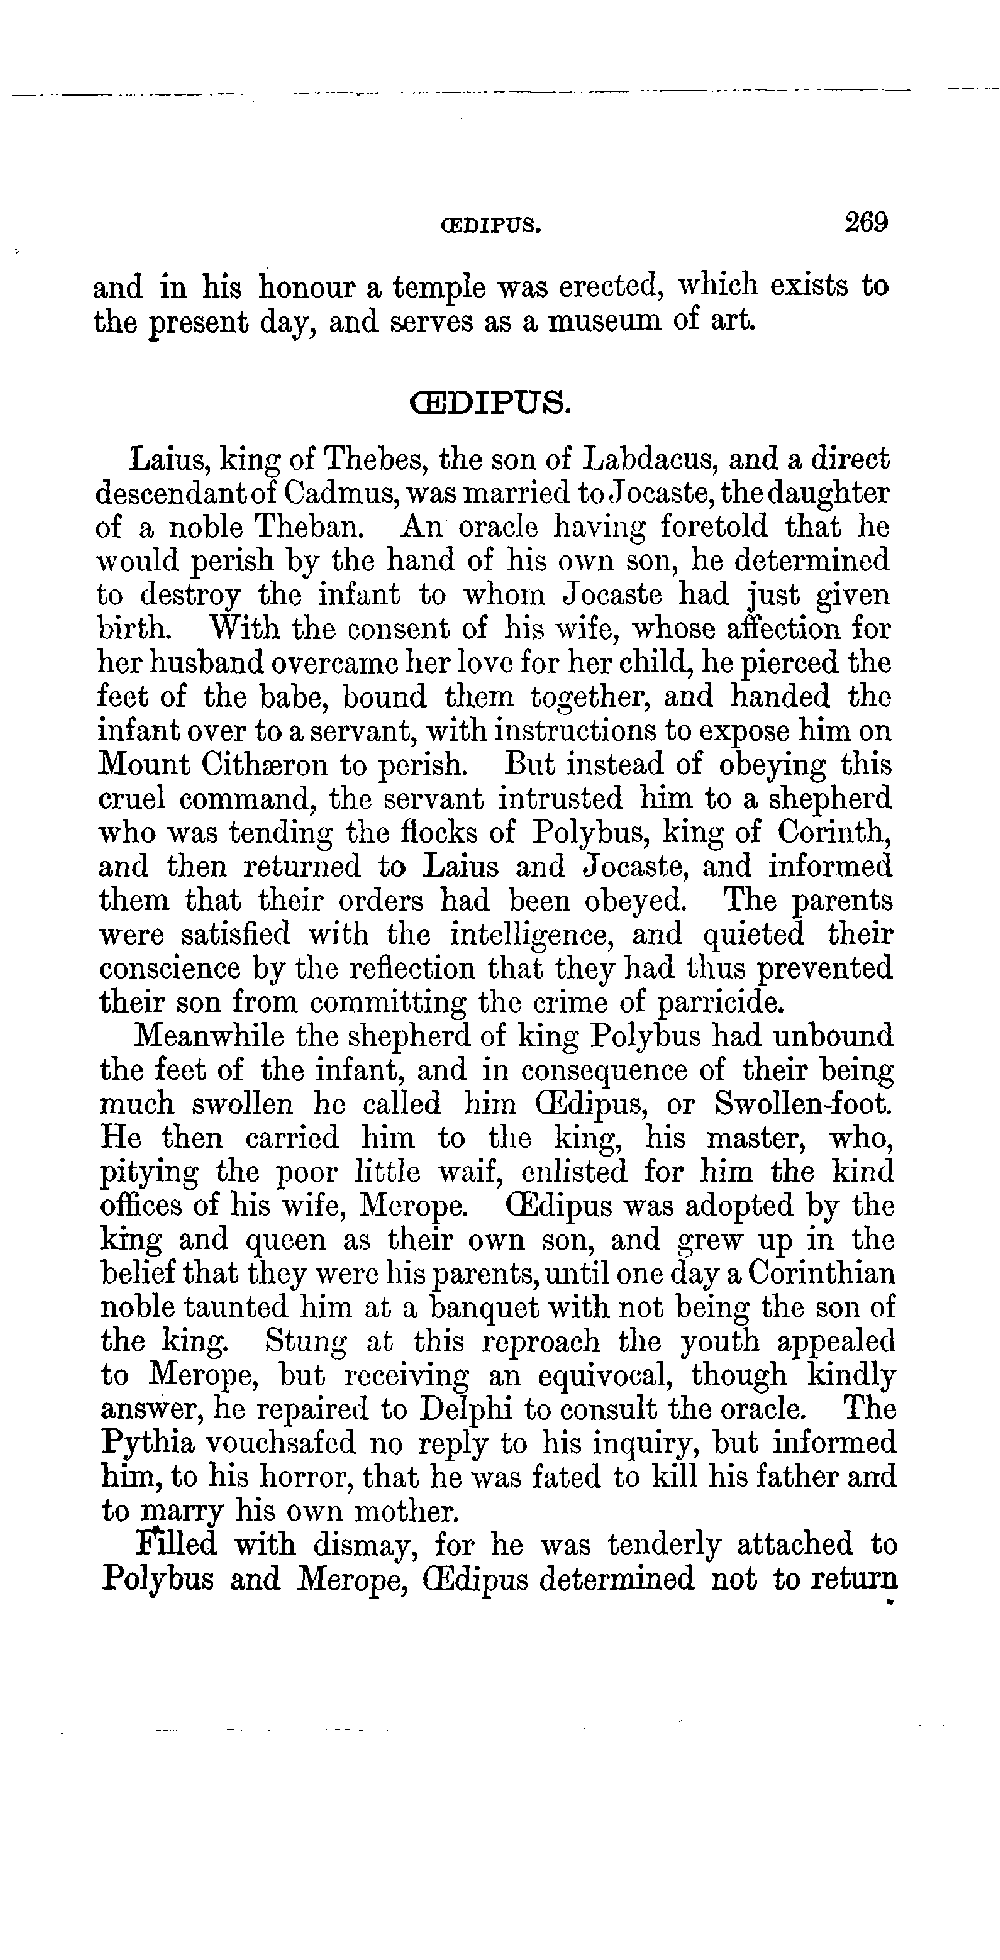 ŒDIPUS. 269
and in his honour a temple was erected, which exists to
the present day, and serves as a museum of art.
ŒDIPUS.
Laius, king of Thebes, the son of Labdacus, and a direct
descendant of Cadmus, was married to Jocaste, the daughter
of a noble Theban. An oracle having foretold that he
would perish by the hand of his own son, he determined
to destroy the infant to whom Jocaste had just given
birth. With the consent of his wife, whose affection for
her husband overcame her love for her child, he pierced the
feet of the babe, bound them together, and handed the
infant over to a servant, with instructions to expose him on
Mount Cithæron to perish. But instead of obeying this
cruel command, the servant intrusted him to a shepherd
who was tending the flocks of Polybus, king of Corinth,
and then returned to Laius and Jocaste, and informed
them that their orders had been obeyed. The parents
were satisfied with the intelligence, and quieted their
conscience by the reflection that they had thus prevented
their son from committing the crime of parricide.
Meanwhile the shepherd of king Polybus had unbound
the feet of the infant, and in consequence of their being
much swollen he called him Œdipus, or Swollen-foot.
He then carried him to the king, his master, who,
pitying the poor little waif, enlisted for him the kind
offices of his wife, Merope. Œdipus was adopted by the
king and queen as their own son, and grew up in the
belief that they were his parents, until one day a Corinthian
noble taunted him at a banquet with not being the son of
the king. Stung at this reproach the youth appealed
to Merope, but receiving an equivocal, though kindly
answer, he repaired to Delphi to consult the oracle. The
Pythia vouchsafed no reply to his inquiry, but informed
him, to his horror, that he was fated to kill his father and
to marry his own mother.
Filled with dismay, for he was tenderly attached to
Polybus and Merope, Œdipus determined not to return